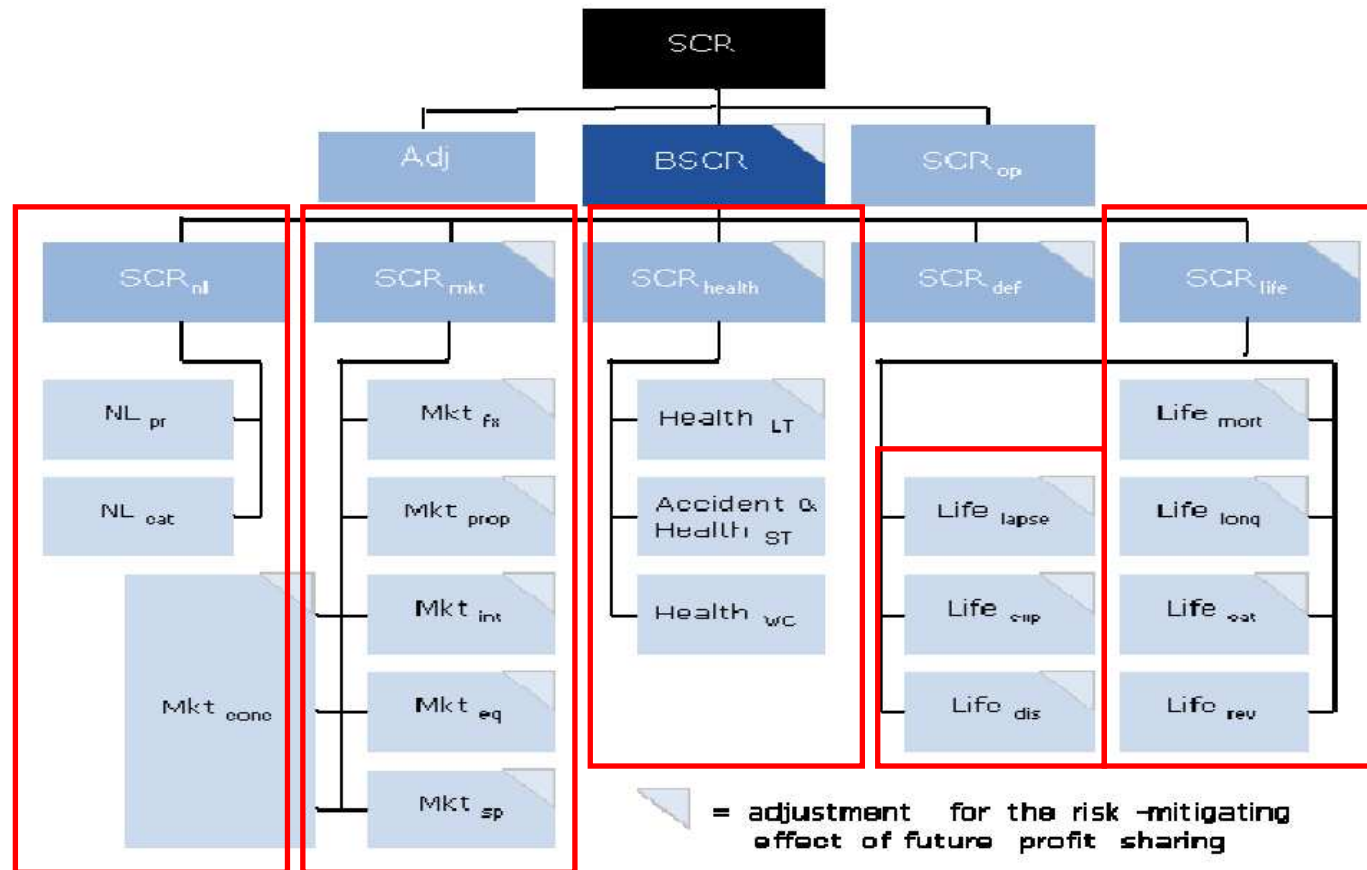 SCR
Adj
BSCR
SCR op
SCR nl
SCR mkt
SCR health
SCR def
SCR life
NL pr
Mkt fx
Health LT
Life mort
NL cat
Mkt prop
Accident &
Health ST
Life lapse
Life long
Mkt conc
Mkt int
Health WC
Life exp
Life cat
Mkt eq
Life dis
Life rev
Mkt sp
= adjustment for the risk -mitigating
effect of future profit sharing